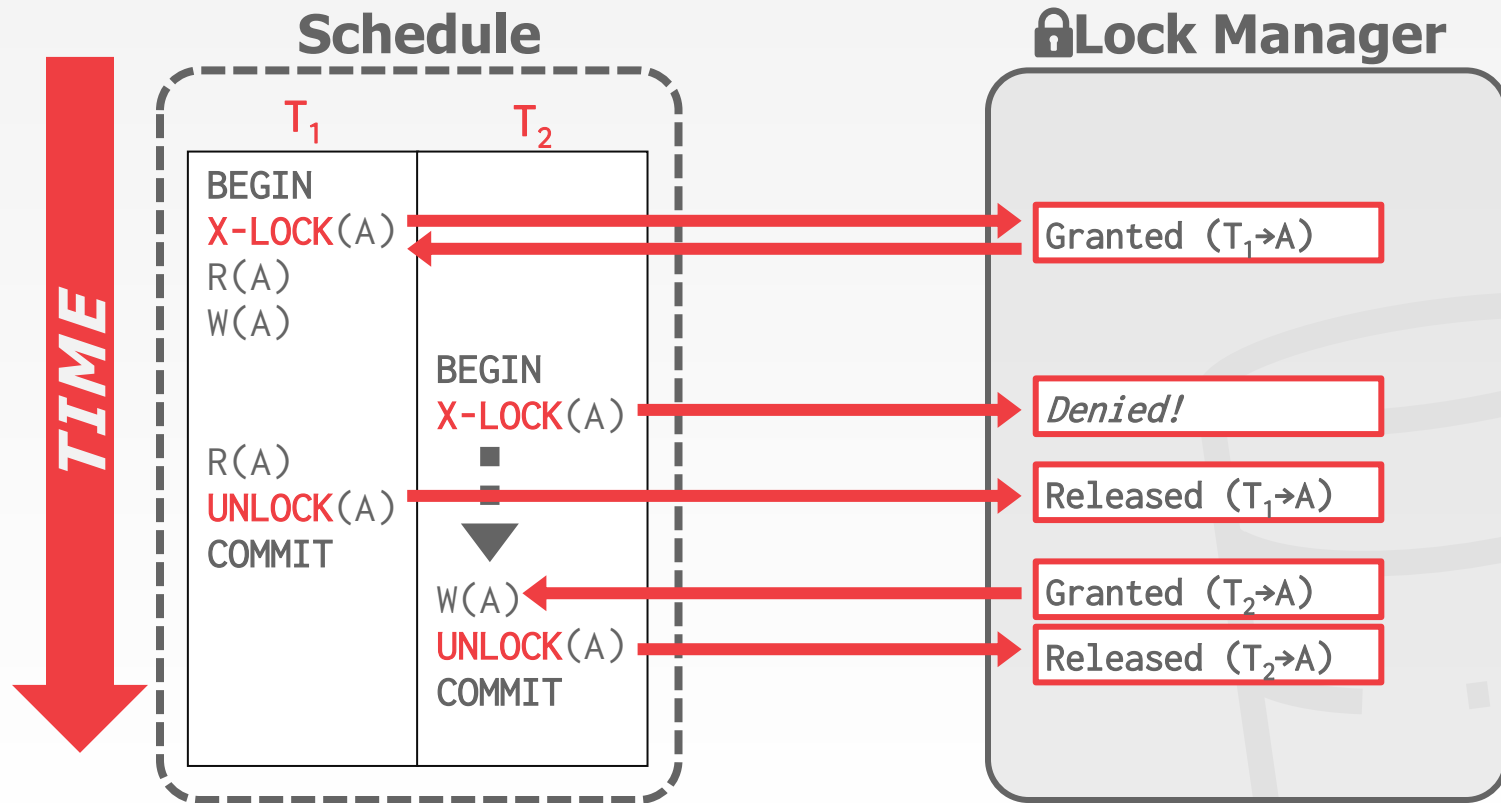 Schedule
Lock Manager
TIME
T1
T2
BEGIN
X-LOCK(A)
Granted (T1→A)
R(A)
W(A)
BEGIN
X-LOCK(A)
Denied!
R(A)
UNLOCK(A)
Released (T1→A)
COMMIT
W(A)
Granted (T2→A)
UNLOCK(A)
Released (T2→A)
COMMIT